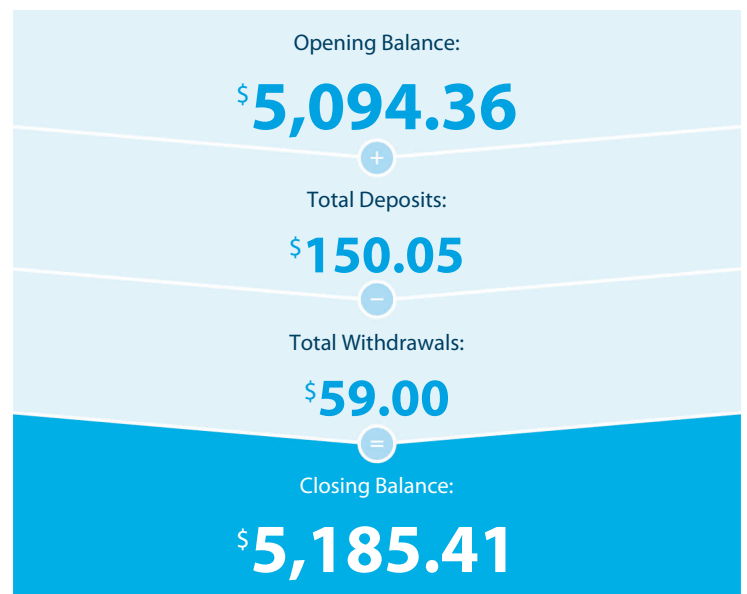 Opening Balance:
$5,094.36
+
Total Deposits:
$150.05
−
Total Withdrawals:
$59.00
=
Closing Balance:
$5,185.41